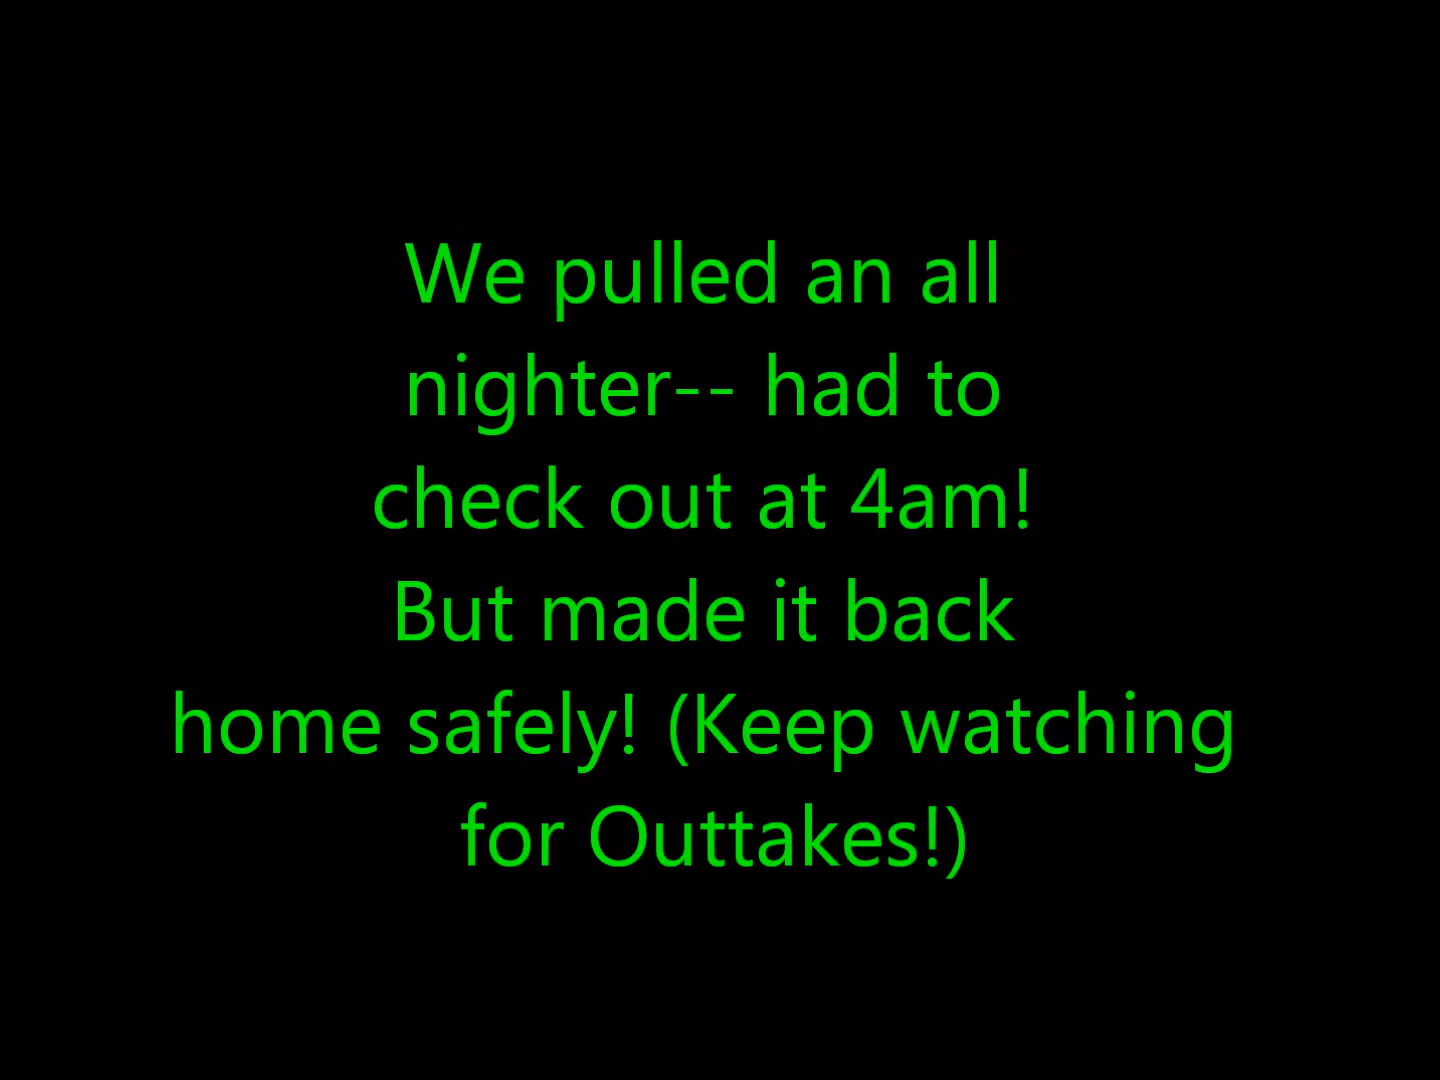 We pulled an all
nighter-- had to
check out at 4am!
But made it back
home safely! (Keep watching
for Outtakes!)